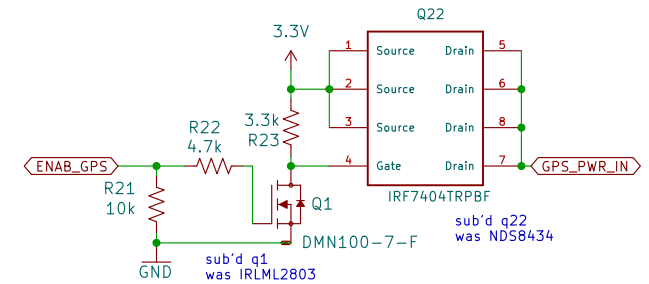 Q22
3.3V
1 Source Drain 5
2 Source Drain 6
3 Source Drain 8
4 Gate Drain 7
3.3k
R23
R22
4.7k
ENAB_GPS
GPS_PWR_IN
R21
10k
Q1
IRF7404TRPBF
sub'd q22
was NDS8434
DMN100-7-F
GND
sub'd q1
was IRLML2803